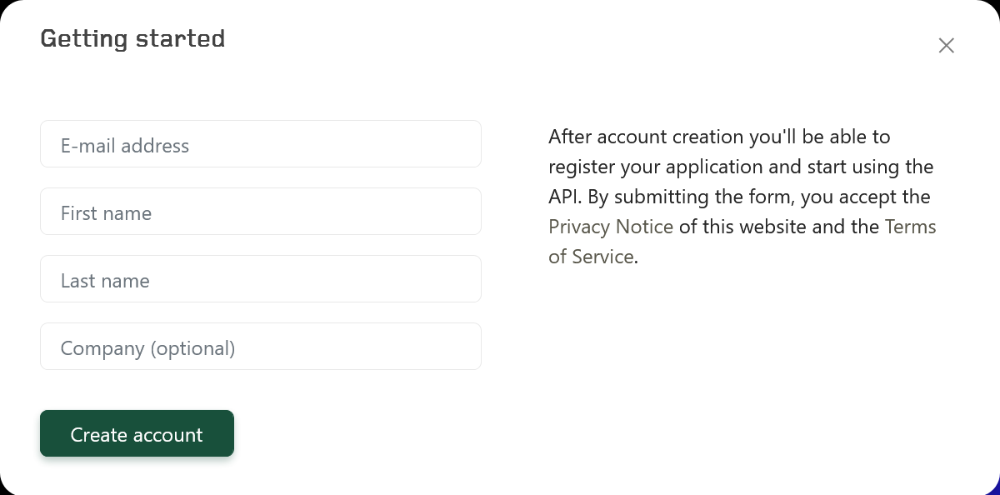 Getting started
E-mail address
First name
Last name
Company (optional)
Create account
After account creation you'll be able to
register your application and start using the
API. By submitting the form, you accept the
Privacy Notice of this website and the Terms
of Service.